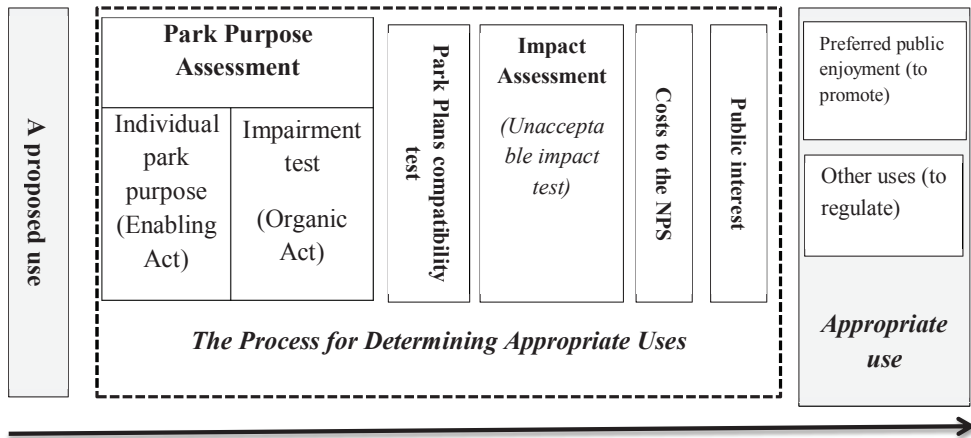 A proposed use
Park Purpose
Assessment
Individual
park
purpose
(Enabling
Act)
Impairment
test
(Organic
Act)
Park Plans compatibility
test
Impact
Assessment
(Unaccepta
ble impact
test)
Costs to the NPS
Public interest
The Process for Determining Appropriate Uses
Preferred public
enjoyment (to
promote)
Other uses (to
regulate)
Appropriate
use